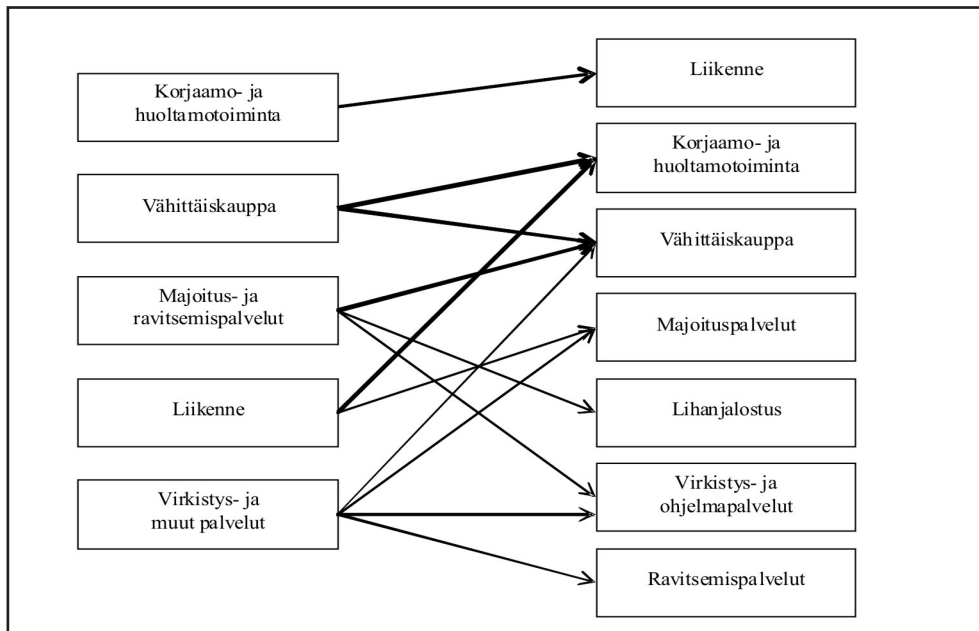 Korjaamo- ja
huoltamotoiminta
Vähittäiskauppa
Majoitus- ja
ravitsemispalvelut
Liikenne
Virkistys- ja
muut palvelut
Liikenne
Korjaamo- ja
huoltamotoiminta
Vähittäiskauppa
Majoituspalvelut
Lihanjalostus
Virkistys- ja
ohjelmapalvelut
Ravitsemispalvelut